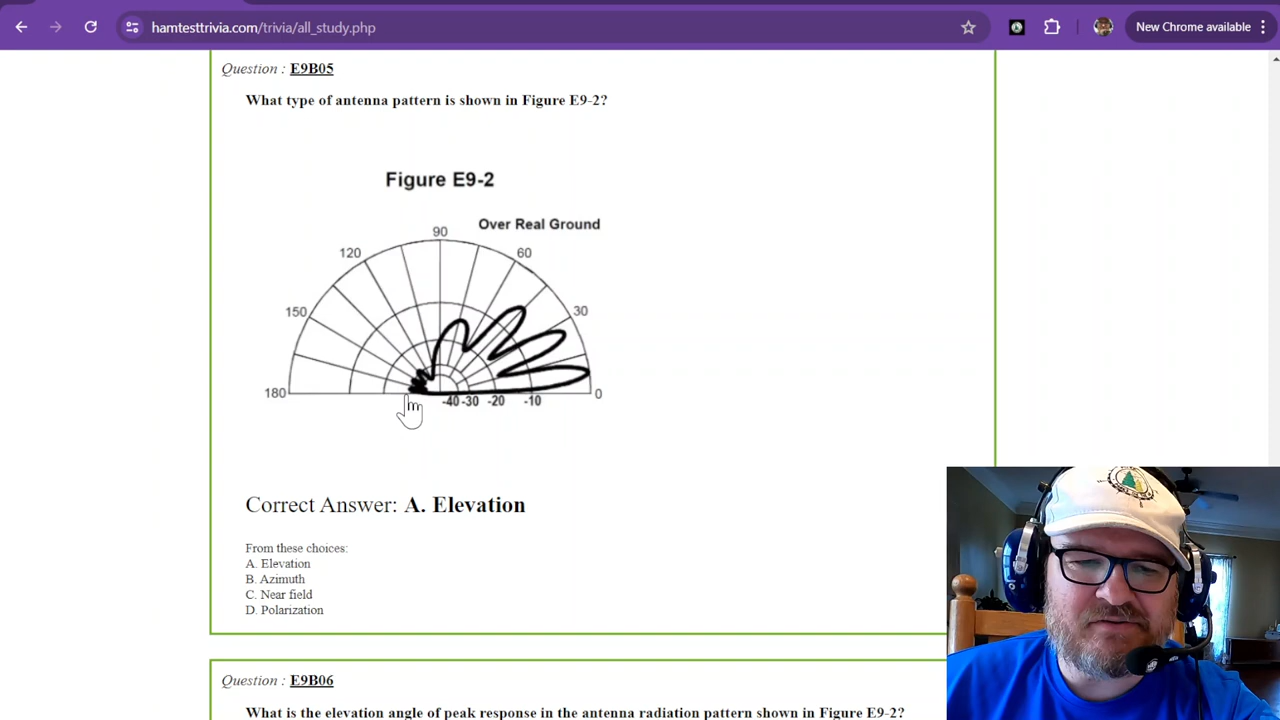 hamtesttrivia.com/trivia/all_study.php
New Chrome available
Question : E9B05
What type of antenna pattern is shown in Figure E9-2?
Figure E9-2
Over Real Ground
90
120
60
150
30
180
0
-40 -30 -20 -10
Correct Answer: A. Elevation
From these choices:
A. Elevation
B. Azimuth
C. Near field
D. Polarization
Question : E9B06
What is the elevation angle of peak response in the antenna radiation pattern shown in Figure E9-2?